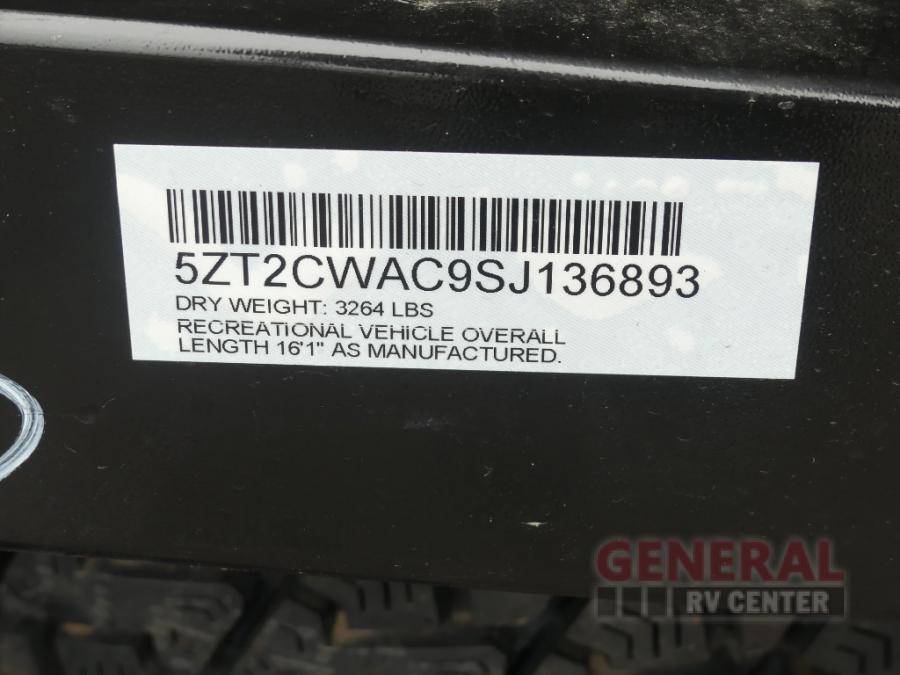 5ZT2CWAC9SJ136893
DRY WEIGHT: 3264 LBS
RECREATIONAL VEHICLE OVERALL
LENGTH 16'1" AS MANUFACTURED.
GENERAL
RV CENTER